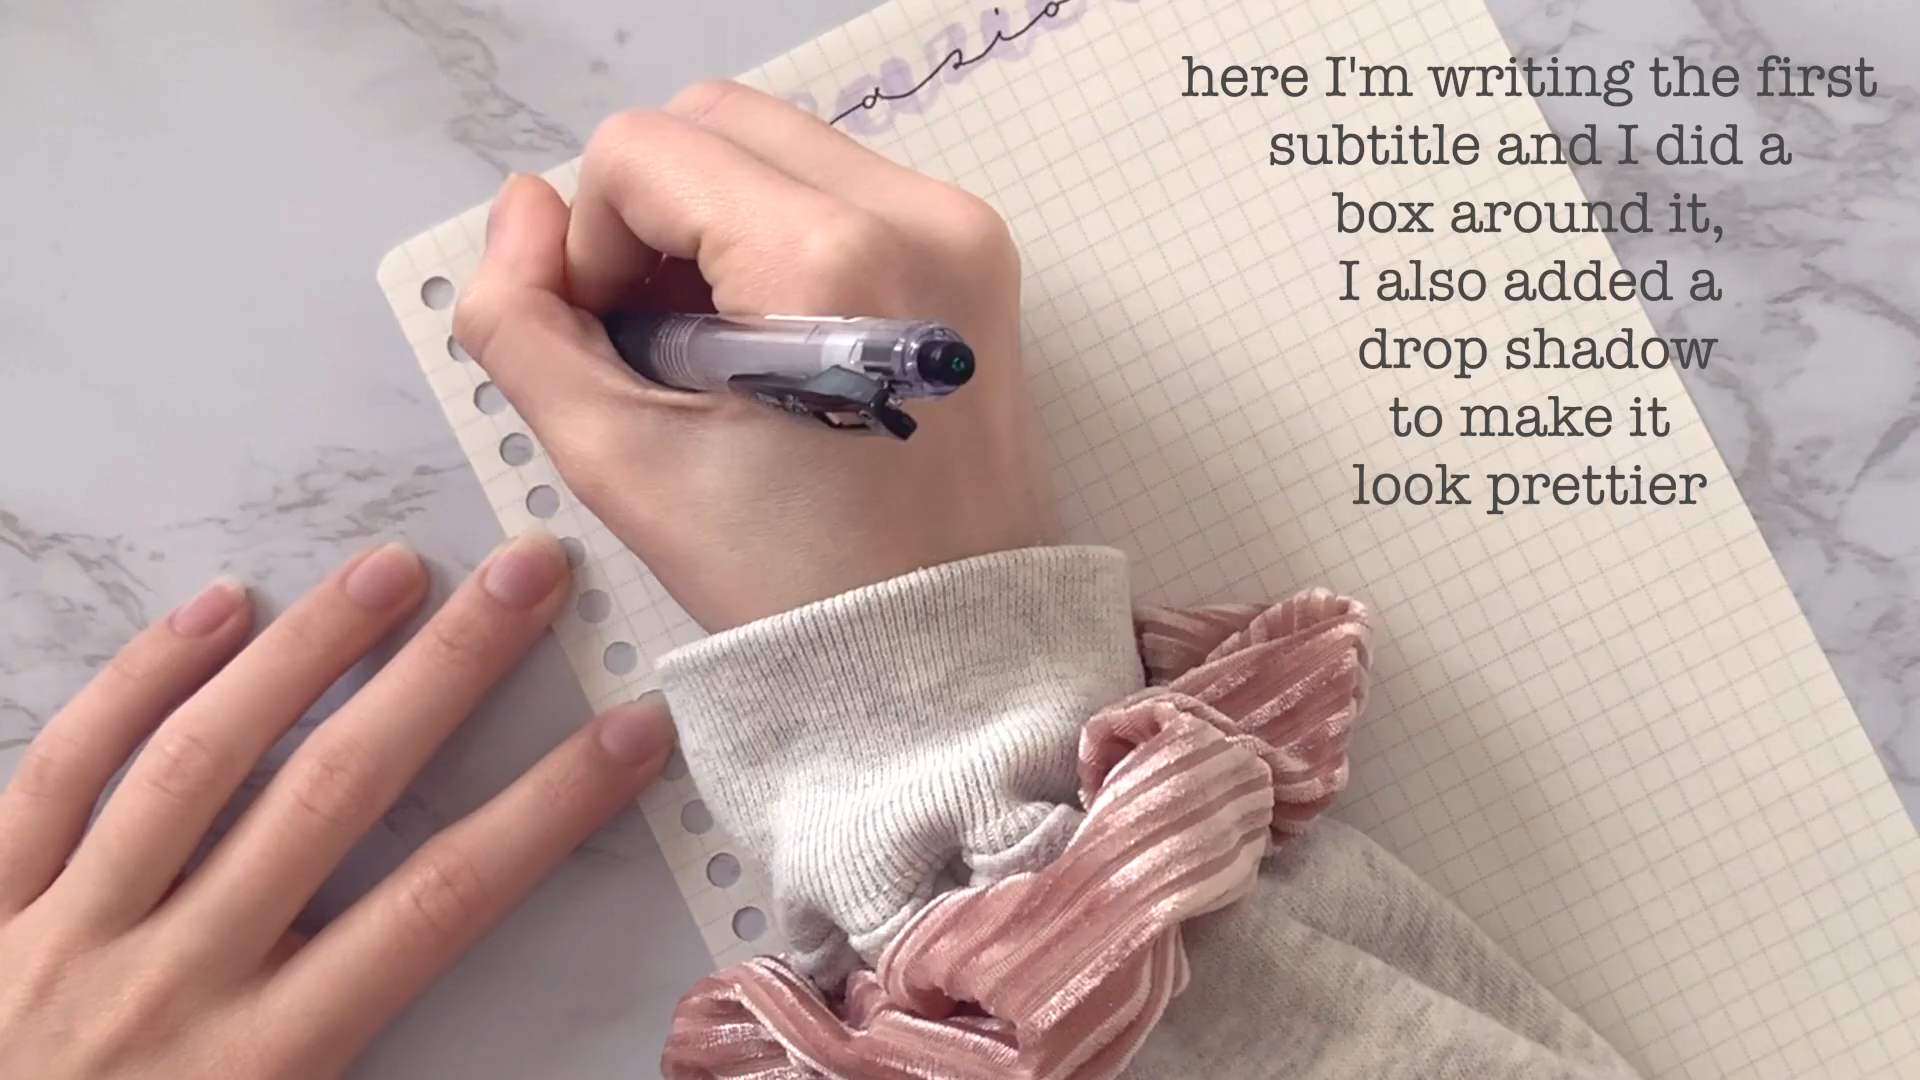 here I'm writing the first
subtitle and I did a
box around it,
I also added a
drop shadow
to make it
look prettier